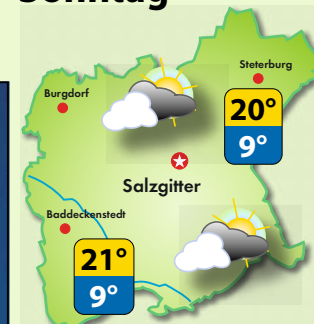 Sonntag
Steterburg
Burgdorf
20°
9°
Salzgitter
Baddeckenstedt
21°
9°